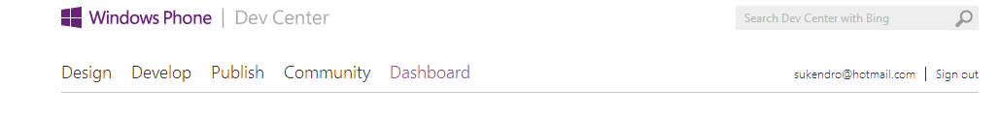 Windows Phone | Dev Center
Search Dev Center with Bing
Design Develop Publish Community Dashboard
sukendro@hotmail.com | Sign out